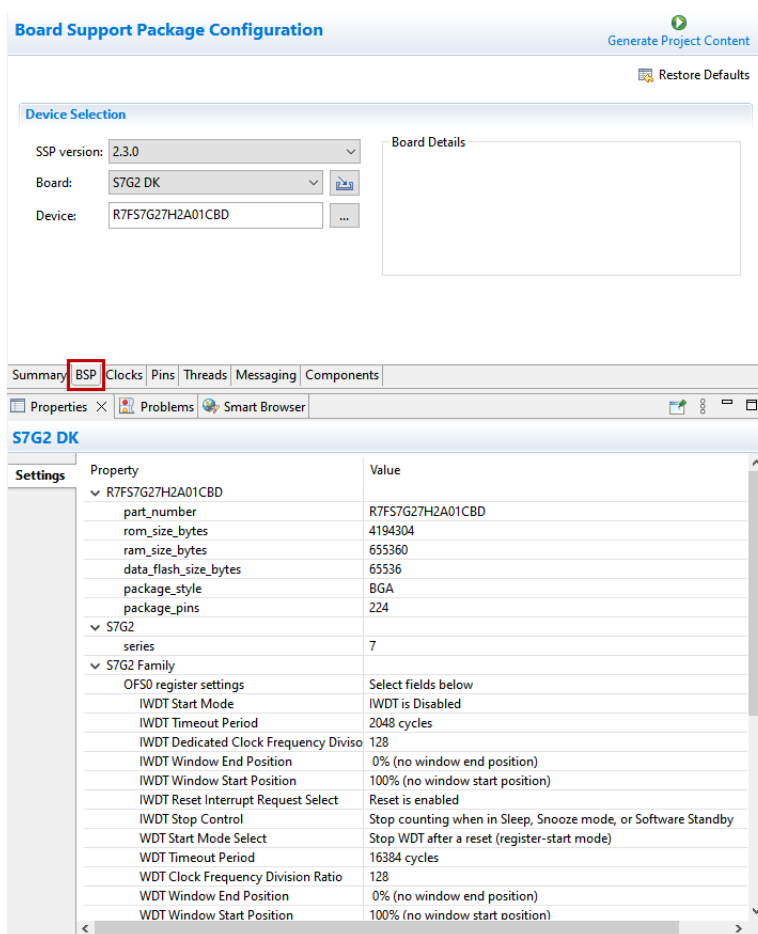 Board Support Package Configuration
Generate Project Content
Restore Defaults
Device Selection
SSP version: 2.3.0
Board: S7G2 DK
Device: R7FS7G27H2A01CBD ...
Board Details
Summary BSP Clocks Pins Threads Messaging Components
Properties Problems Smart Browser
S7G2 DK
Settings
Property Value
R7FS7G27H2A01CBD
part_number R7FS7G27H2A01CBD
rom_size_bytes 4194304
ram_size_bytes 655360
data_flash_size_bytes 65536
package_style BGA
package_pins 224
S7G2
series 7
S7G2 Family
OFS0 register settings Select fields below
IWDT Start Mode IWDT is Disabled
IWDT Timeout Period 2048 cycles
IWDT Dedicated Clock Frequency Diviso 128
IWDT Window End Position 0% (no window end position)
IWDT Window Start Position 100% (no window start position)
IWDT Reset Interrupt Request Select Reset is enabled
IWDT Stop Control Stop counting when in Sleep, Snooze mode, or Software Standby
WDT Start Mode Select Stop WDT after a reset (register-start mode)
WDT Timeout Period 16384 cycles
WDT Clock Frequency Division Ratio 128
WDT Window End Position 0% (no window end position)
WDT Window Start Position 100% (no window start position)